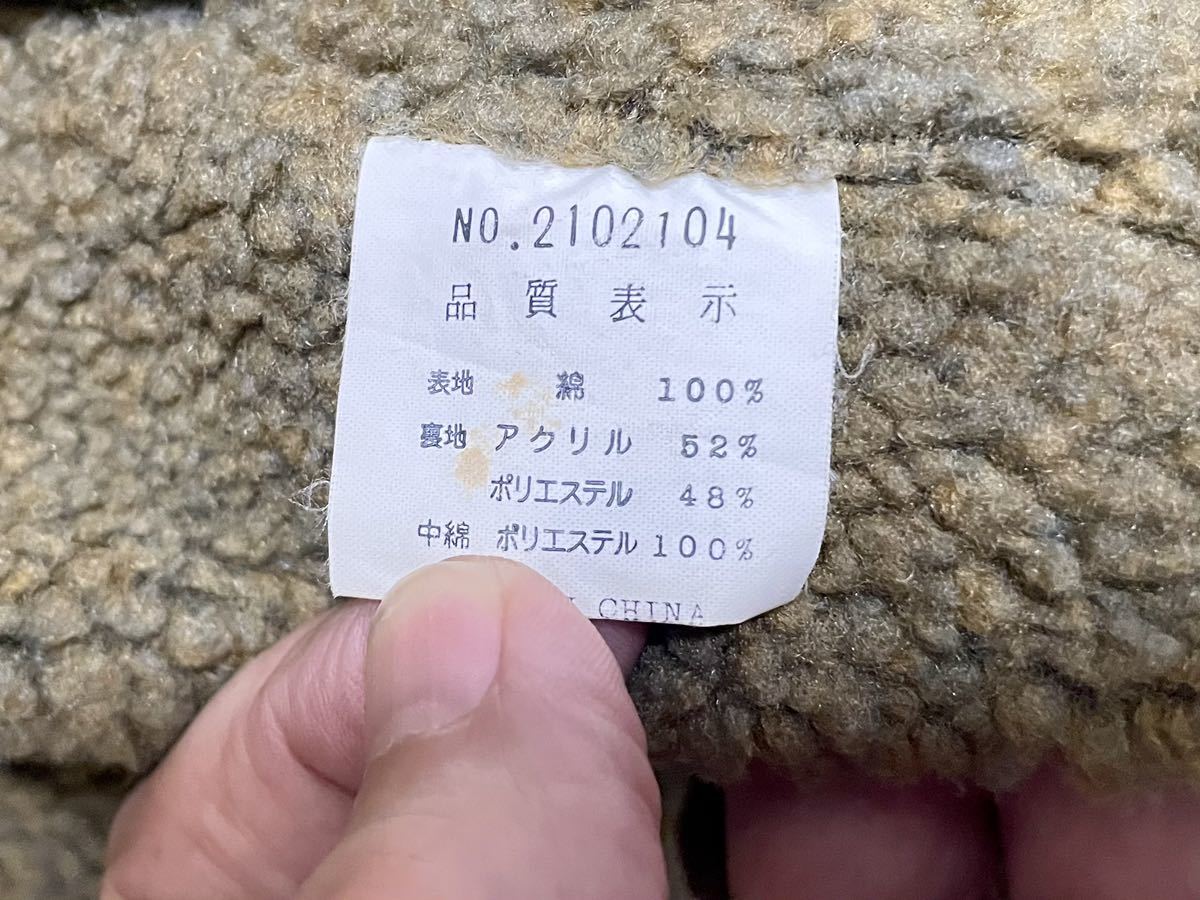 NO.2102104
品質表示
表地 綿 100%
裏地 アクリル 52%
ポリエステル 48%
中綿 ポリエステル 100%
CHINA